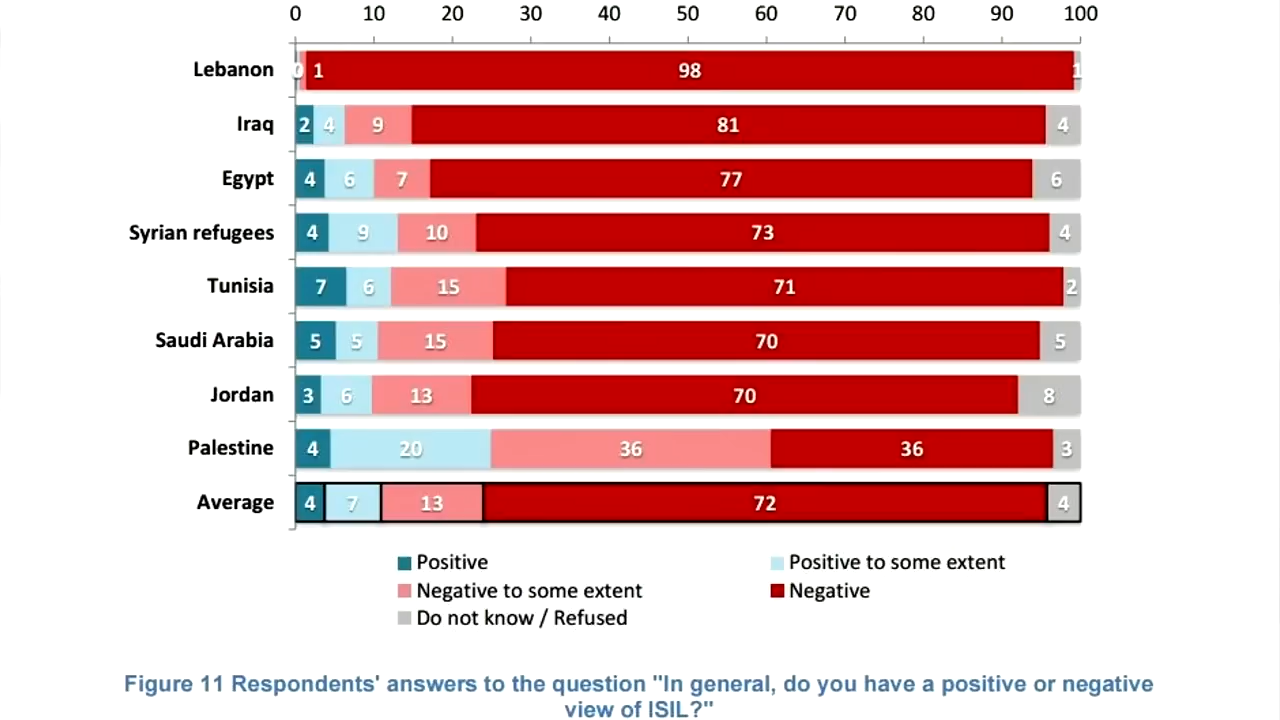 0 10 20 30 40 50 60 70 80 90 100
Lebanon 0 1 98 1
Iraq 2 4 9 81 4
Egypt 4 6 7 77 6
Syrian refugees 4 9 10 73 4
Tunisia 7 6 15 71 2
Saudi Arabia 5 5 15 70 5
Jordan 3 6 13 70 8
Palestine 4 20 36 36 3
Average 4 7 13 72 4
Positive Positive to some extent
Negative to some extent Negative
Do not know / Refused
Figure 11 Respondents' answers to the question "In general, do you have a positive or negative
view of ISIL?"